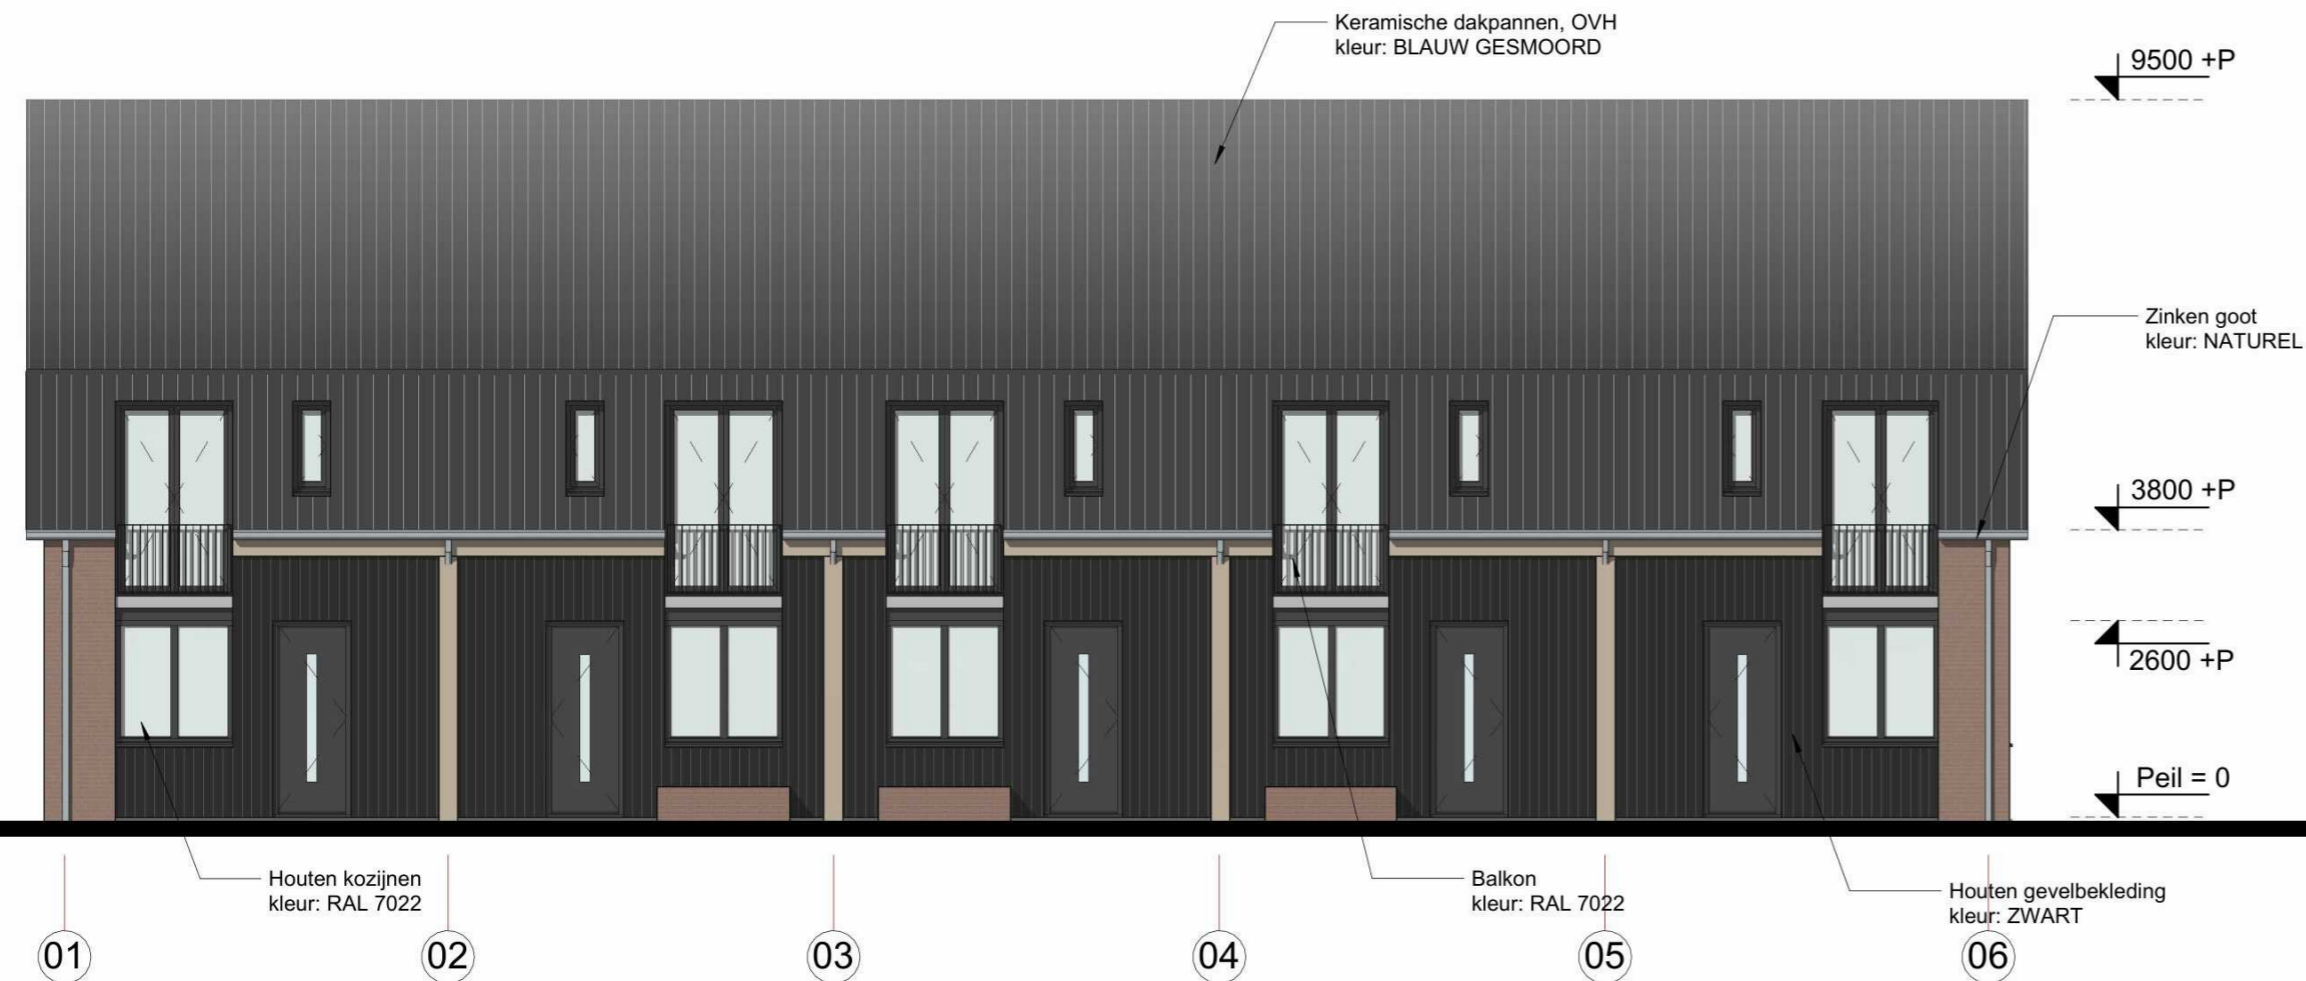 Keramische dakpannen, OVH
kleur: BLAUW GESMOORD
9500 +P
Zinken goot
kleur: NATUREL
3800 +P
2600 +P
Peil = 0
Houten kozijnen
kleur: RAL 7022
Balkon
kleur: RAL 7022
Houten gevelbekleding
kleur: ZWART
01
02
03
04
05
06